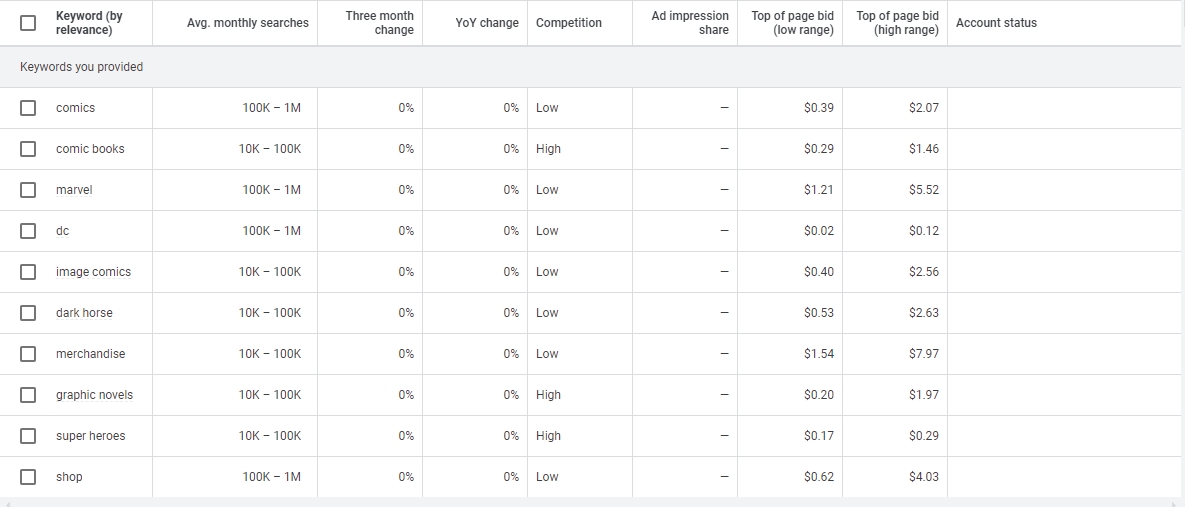 Keyword (by relevance) Avg. monthly searches Three month change YoY change Competition Ad impression share Top of page bid (low range) Top of page bid (high range) Account status
Keywords you provided
comics 100K – 1M 0% 0% Low — $0.39 $2.07
comic books 10K – 100K 0% 0% High — $0.29 $1.46
marvel 100K – 1M 0% 0% Low — $1.21 $5.52
dc 100K – 1M 0% 0% Low — $0.02 $0.12
image comics 10K – 100K 0% 0% Low — $0.40 $2.56
dark horse 10K – 100K 0% 0% Low — $0.53 $2.63
merchandise 10K – 100K 0% 0% Low — $1.54 $7.97
graphic novels 10K – 100K 0% 0% High — $0.20 $1.97
super heroes 10K – 100K 0% 0% High — $0.17 $0.29
shop 100K – 1M 0% 0% Low — $0.62 $4.03